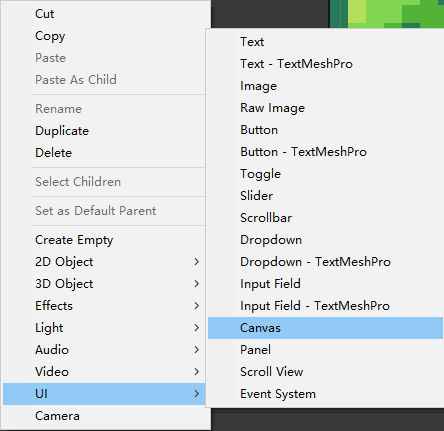 Cut
Copy
Paste
Paste As Child
Rename
Duplicate
Delete
Select Children
Set as Default Parent
Create Empty
2D Object
3D Object
Effects
Light
Audio
Video
UI
Camera
Text
Text - TextMeshPro
Image
Raw Image
Button
Button - TextMeshPro
Toggle
Slider
Scrollbar
Dropdown
Dropdown - TextMeshPro
Input Field
Input Field - TextMeshPro
Canvas
Panel
Scroll View
Event System